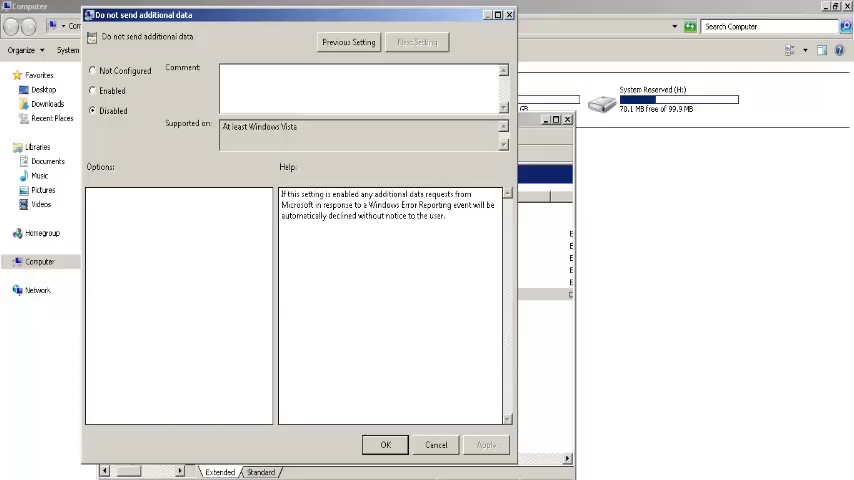 Computer
Do not send additional data
Com
Search Computer
Do not send additional data
Previous Setting
Next Setting
Organize
System
Not Configured
Comment:
Enabled
Disabled
Supported on:
At least Windows Vista
Options:
Help:
If this setting is enabled any additional data requests from
Microsoft in response to a Windows Error Reporting event will be
automatically declined without notice to the user.
Favorites
Desktop
Downloads
Recent Places
Libraries
Documents
Music
Pictures
Videos
Homegroup
Computer
Network
System Reserved (H:)
GB
70.1 MB free of 99.9 MB
E
E
E
E
E
OK
Cancel
Apply
Extended
Standard